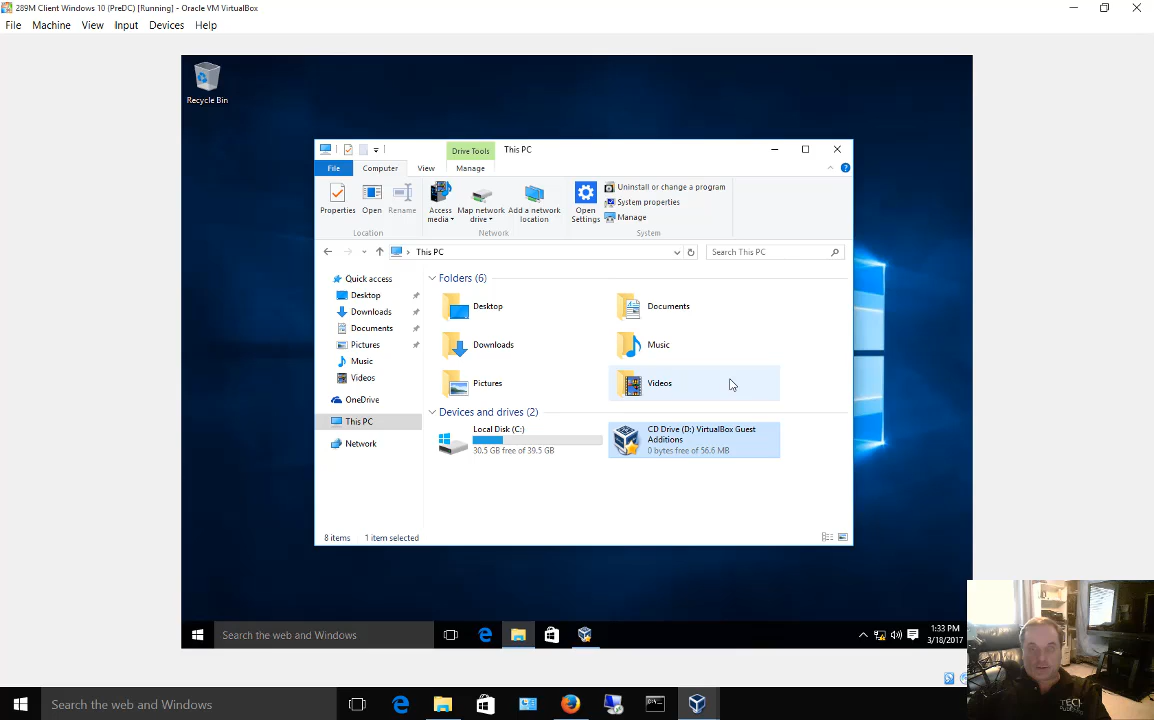 289M Client Windows 10 (PreDC) [Running] - Oracle VM VirtualBox
File Machine View Input Devices Help
Recycle Bin
Drive Tools This PC
File Computer View Manage
Properties Open Rename
Access media Map network drive Add a network location
Open Settings
Uninstall or change a program
System properties
Manage
Location Network System
This PC
Search This PC
Quick access
Desktop
Downloads
Documents
Pictures
Music
Videos
OneDrive
This PC
Network
Folders (6)
Desktop Documents
Downloads Music
Pictures Videos
Devices and drives (2)
Local Disk (C:)
30.5 GB free of 39.5 GB
CD Drive (D:) VirtualBox Guest
Additions
0 bytes free of 56.6 MB
8 items 1 item selected
Search the web and Windows
1:33 PM
3/18/2017
Search the web and Windows